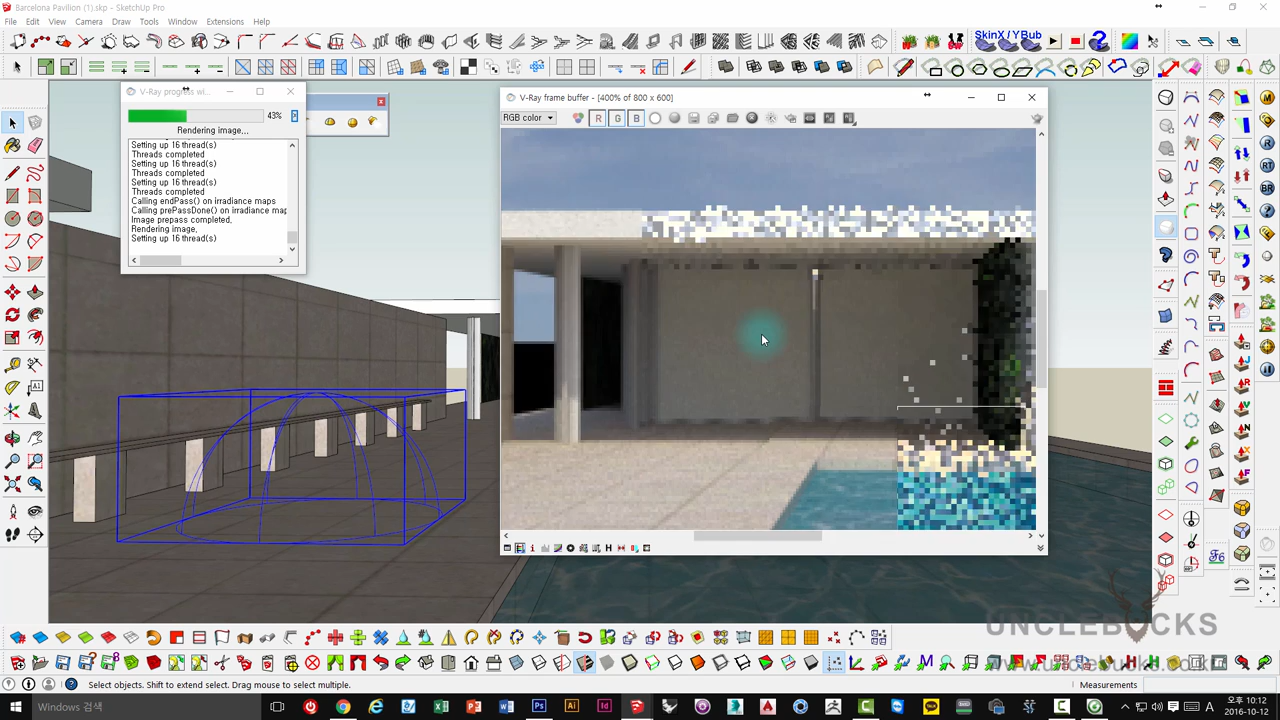 Barcelona Pavilion (1).skp - SketchUp Pro
File Edit View Camera Draw Tools Window Extensions Help
SkinX / YBub
V-Ray progress wi...
43%
Rendering image...
Setting up 16 thread(s)
Threads completed
Setting up 16 thread(s)
Threads completed
Setting up 16 thread(s)
Threads completed
Calling endPass() on irradiance maps
Calling prePassDone() on irradiance map
Image prepass completed.
Rendering image.
Setting up 16 thread(s)
V-Ray frame buffer - [400% of 800 x 600]
RGB color
R G B
UNCLEBUCKS
www.unclebucks.co.kr
Select objects. Shift to extend select. Drag mouse to select multiple.
Measurements
Windows 검색
오후 10:12
2016-10-12